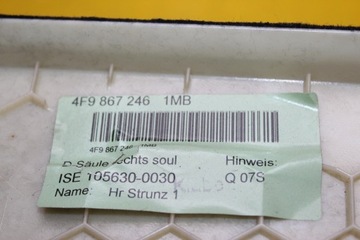 4F9 867 246 1MB
4F9 867 246 1MB
D-Säule rechts soul Hinweis:
ISE 105630-0030 Q 07S
Name: Hr Strunz 1